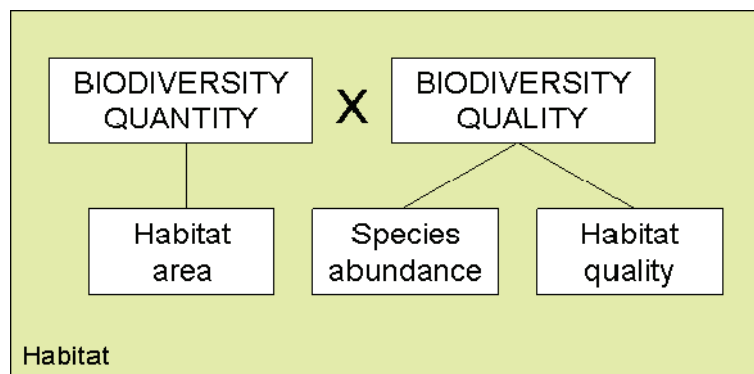 BIODIVERSITY
QUANTITY
X
BIODIVERSITY
QUALITY
Habitat
area
Species
abundance
Habitat
quality
Habitat